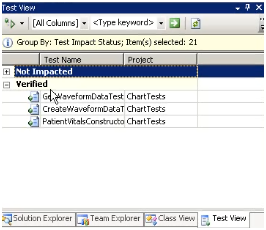 Test View
[All Columns] <Type keyword>
Group By: Test Impact Status; Item(s) selected: 21
Test Name Project
Not Impacted
Verified
WaveformDataTest ChartTests
CreateWaveformDataT ChartTests
PatientVitalsConstructo ChartTests
Solution Explorer Team Explorer Class View Test View